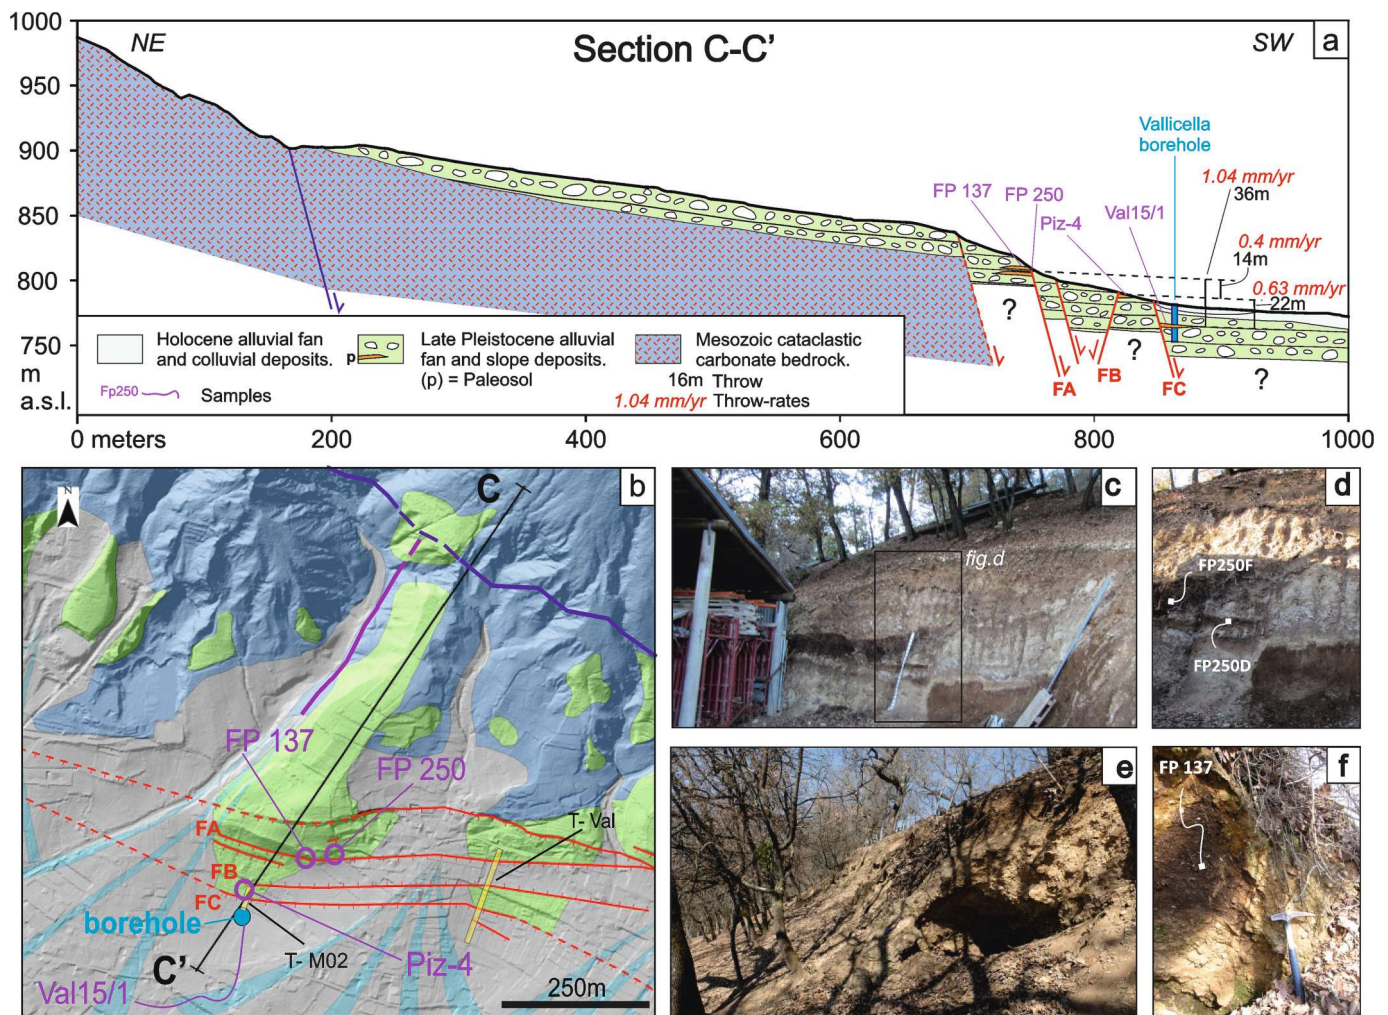 1000
NE
Section C-C'
SW
a
950
900
850
800
750
m
a.s.l.
Vallicella
borehole
FP 137
FP 250
Piz-4
Val15/1
1.04 mm/yr
36m
0.4 mm/yr
14m
0.63 mm/yr
22m
?
?
?
FA
FB
FC
Holocene alluvial fan
and colluvial deposits.
Fp250
Samples
p
Late Pleistocene alluvial
fan and slope deposits.
(p) = Paleosol
Mesozoic cataclastic
carbonate bedrock.
16m Throw
1.04 mm/yr Throw-rates
0 meters
200
400
600
800
1000
b
N
C
FP 137
FP 250
FA
FB
FC
T- Val
borehole
C'
T- M02
Piz-4
Val15/1
250m
c
fig.d
d
FP250F
FP250D
e
f
FP 137